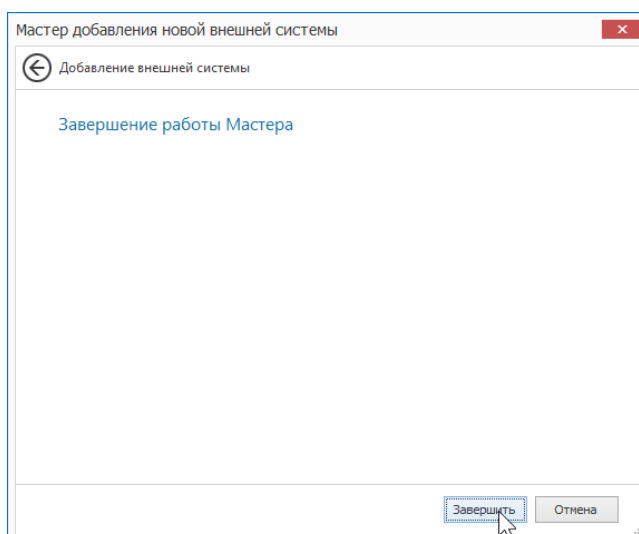 Мастер добавления новой внешней системы
Добавление внешней системы
Завершение работы Мастера
Завершить
Отмена